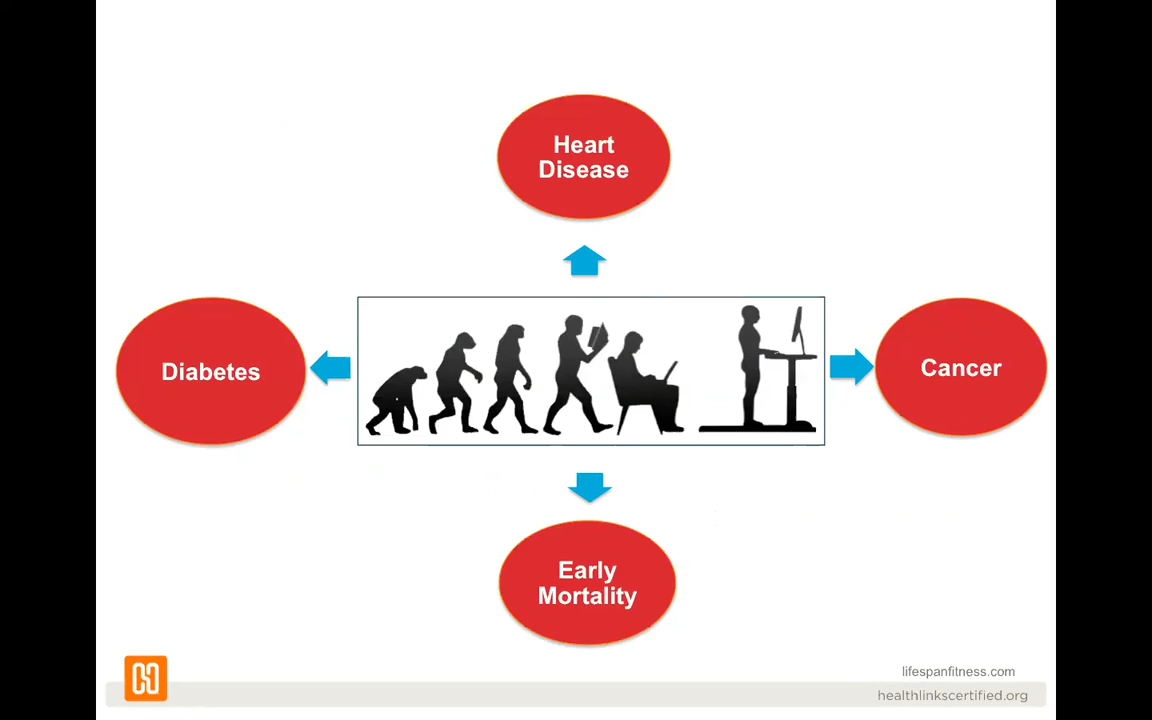 Heart
Disease
Diabetes
Cancer
Early
Mortality
lifespanfitness.com
healthlinkscertified.org